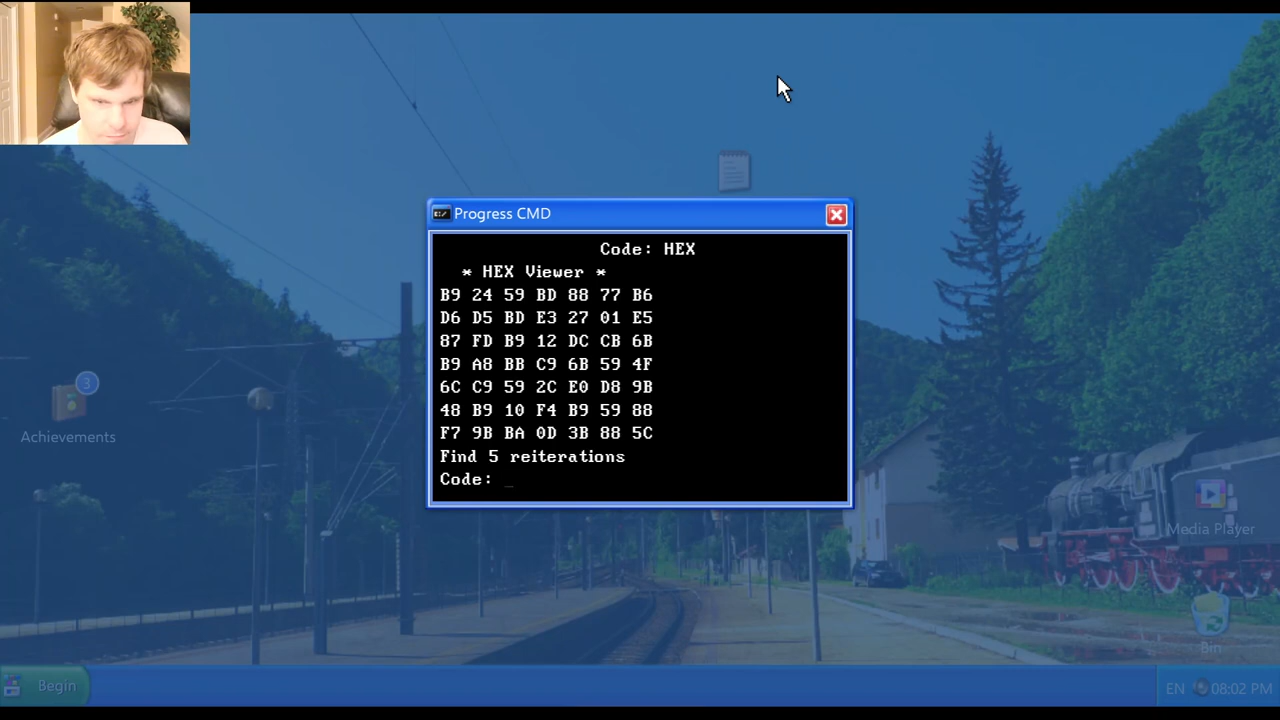 Progress CMD
Code: HEX
* HEX Viewer *
B9 24 59 BD 88 77 B6
D6 D5 BD E3 27 01 E5
87 FD B9 12 DC CB 6B
B9 A8 BB C9 6B 59 4F
6C C9 59 2C E0 D8 9B
48 B9 10 F4 B9 59 88
F7 9B BA 0D 3B 88 5C
Find 5 reiterations
Code: _
3
Achievements
Media Player
Bin
Begin
EN 08:02 PM